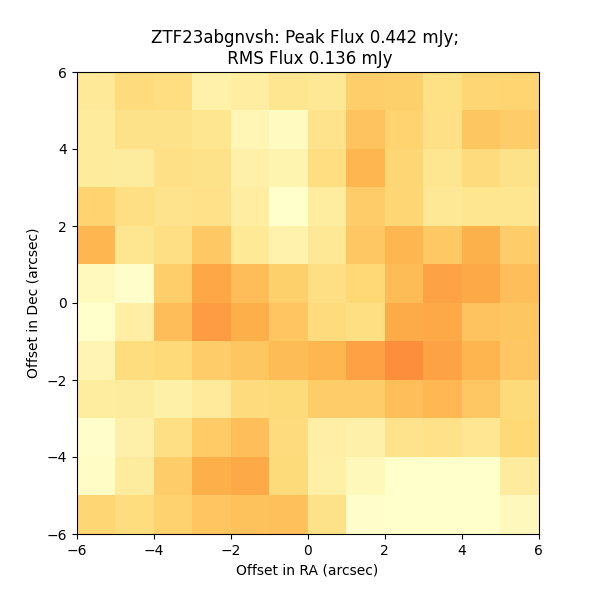 ZTF23abgnvsh: Peak Flux 0.442 mJy;
RMS Flux 0.136 mJy
6
4
2
0
−2
−4
−6
Offset in Dec (arcsec)
−6 −4 −2 0 2 4 6
Offset in RA (arcsec)